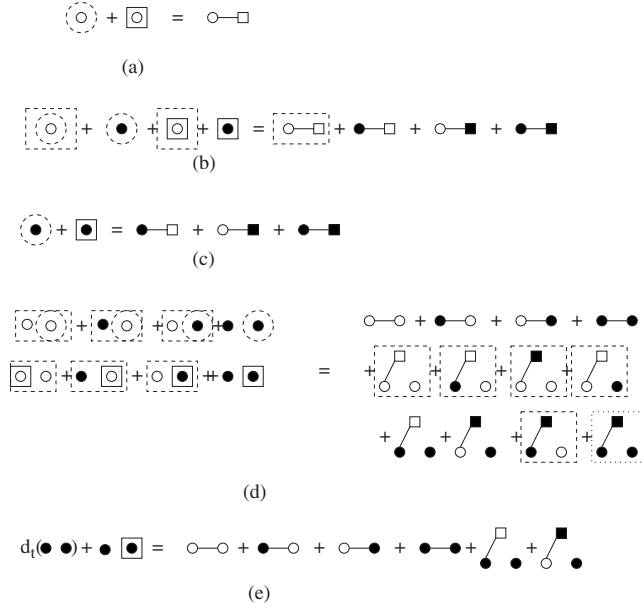 + =
(a)
+ + + = + + +
(b)
+ = + +
(c)
+ + + + + +
+ + ++ = + + + +
+ + + +
(d)
d_t( ) + = + + + + +
(e)